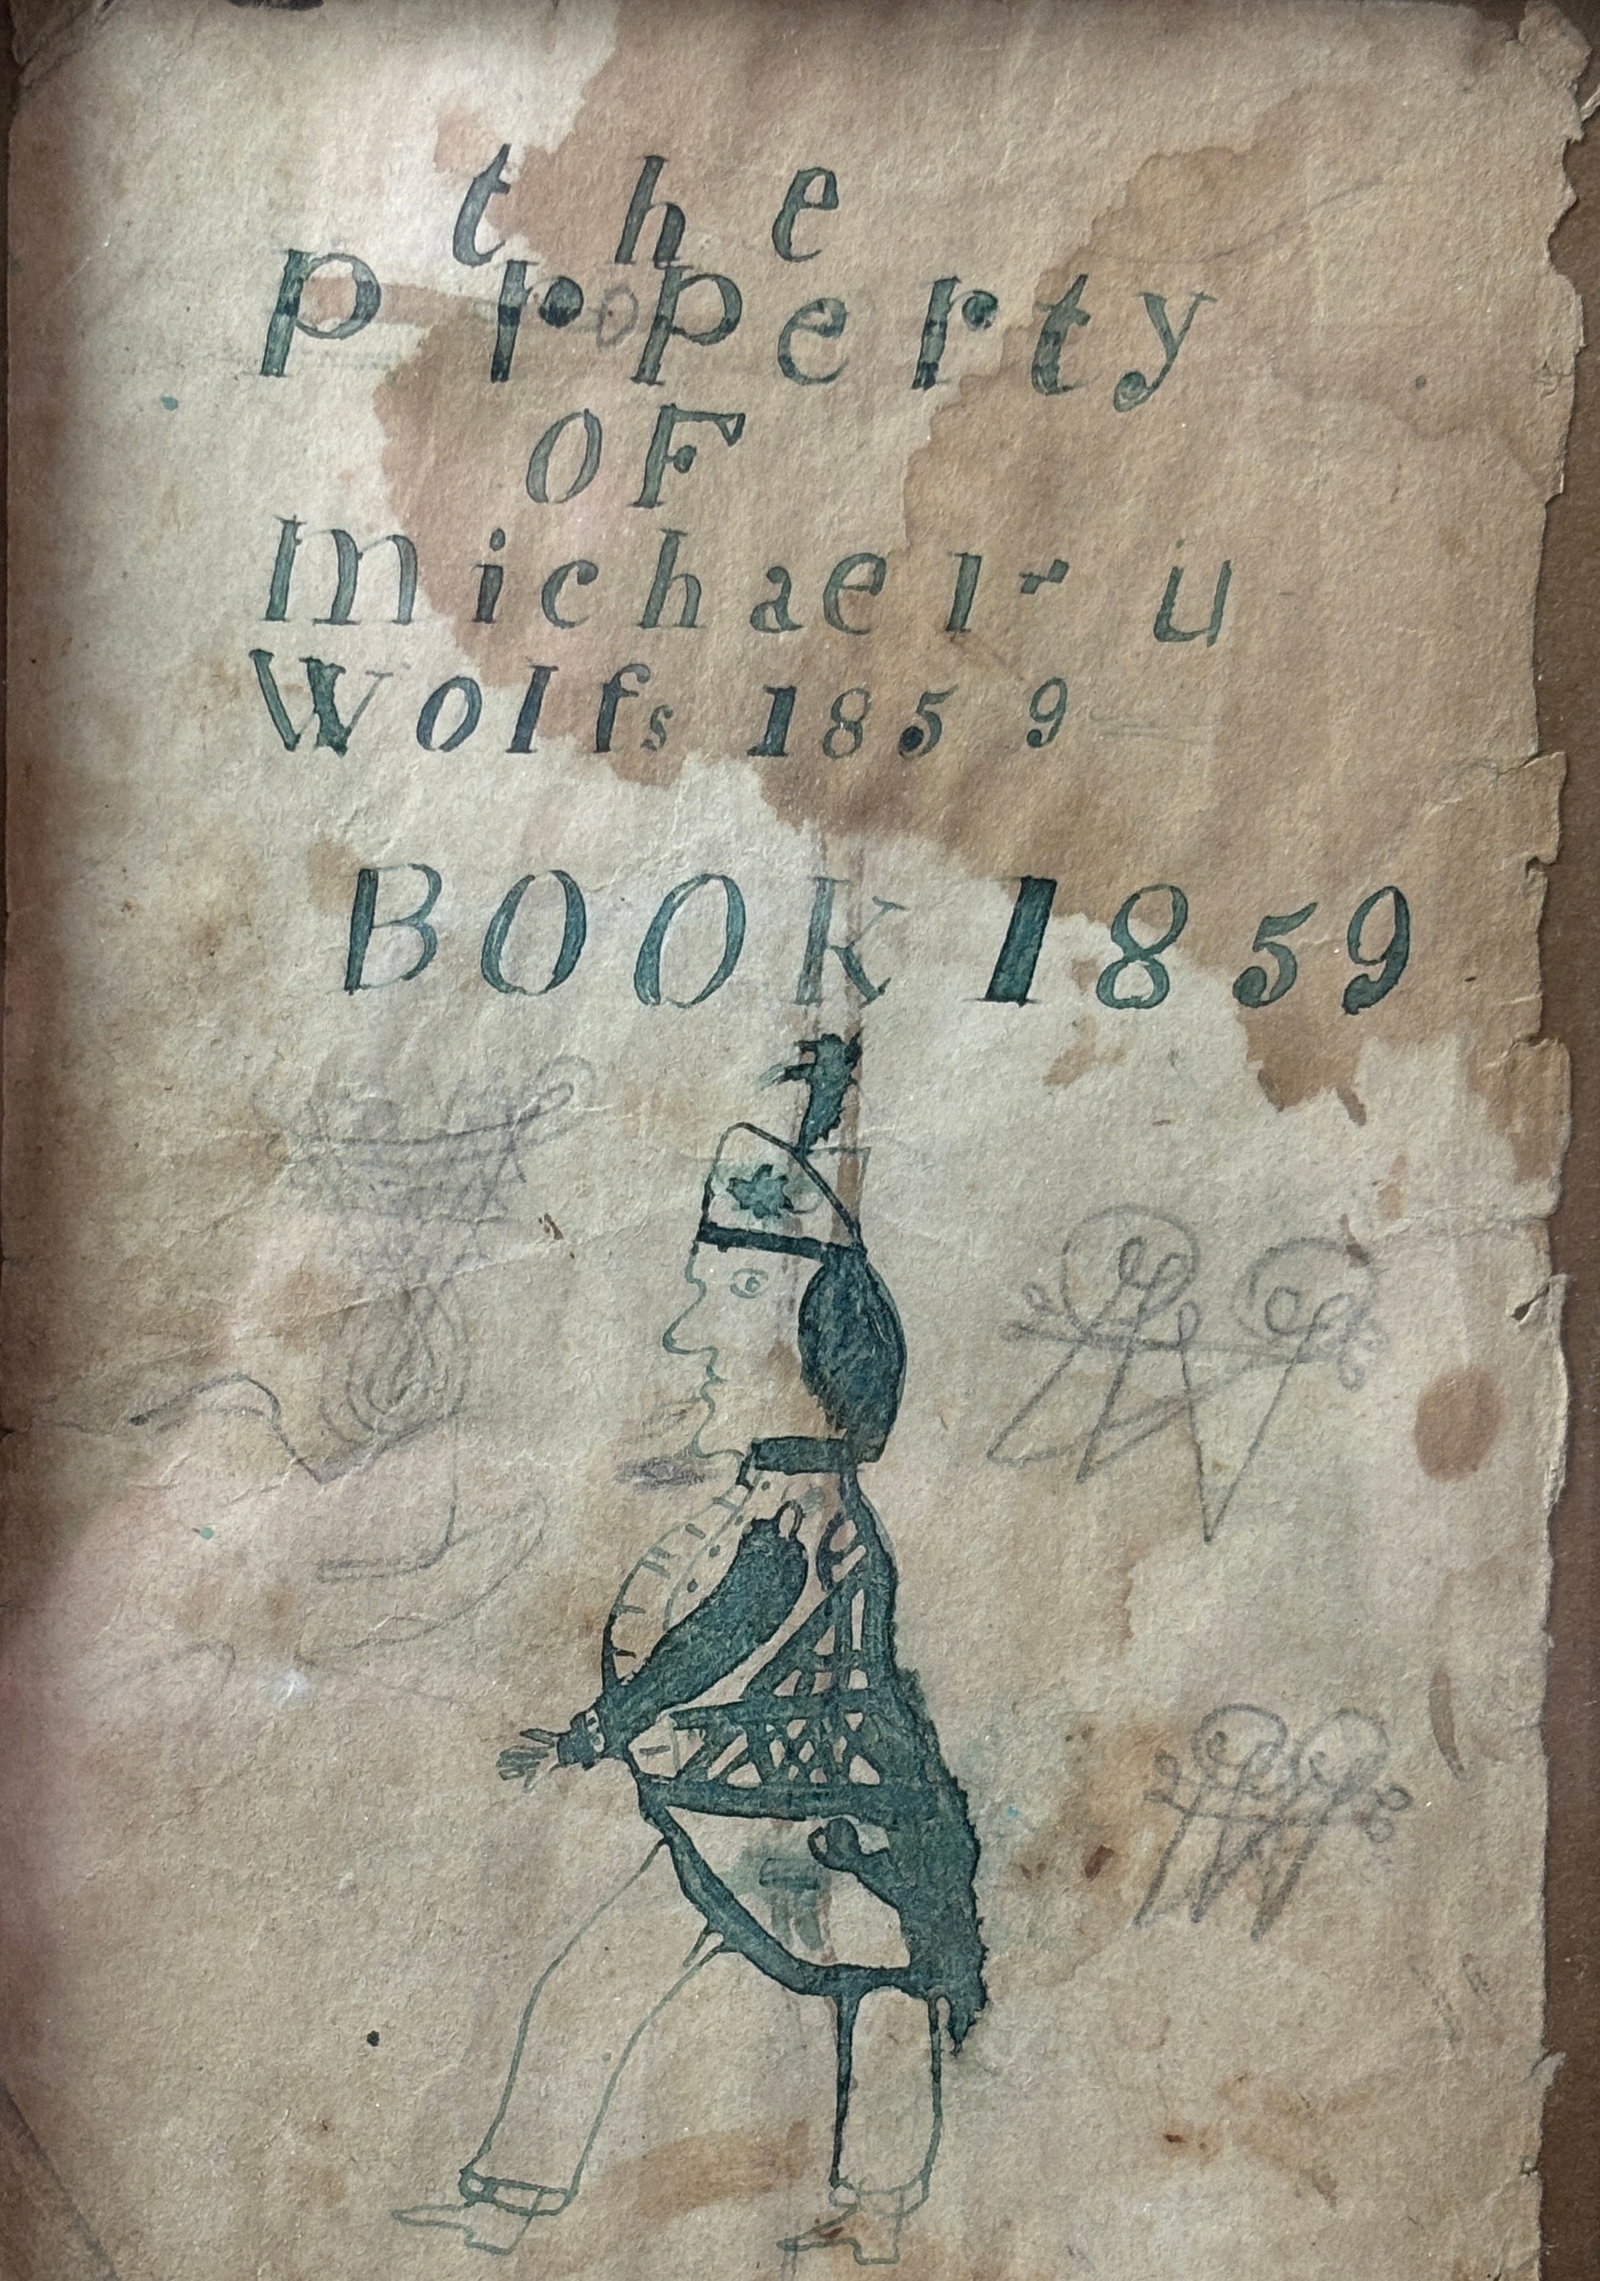 the
property
oF
michael u
Wolfs 1859
BOOK 1859
W
W